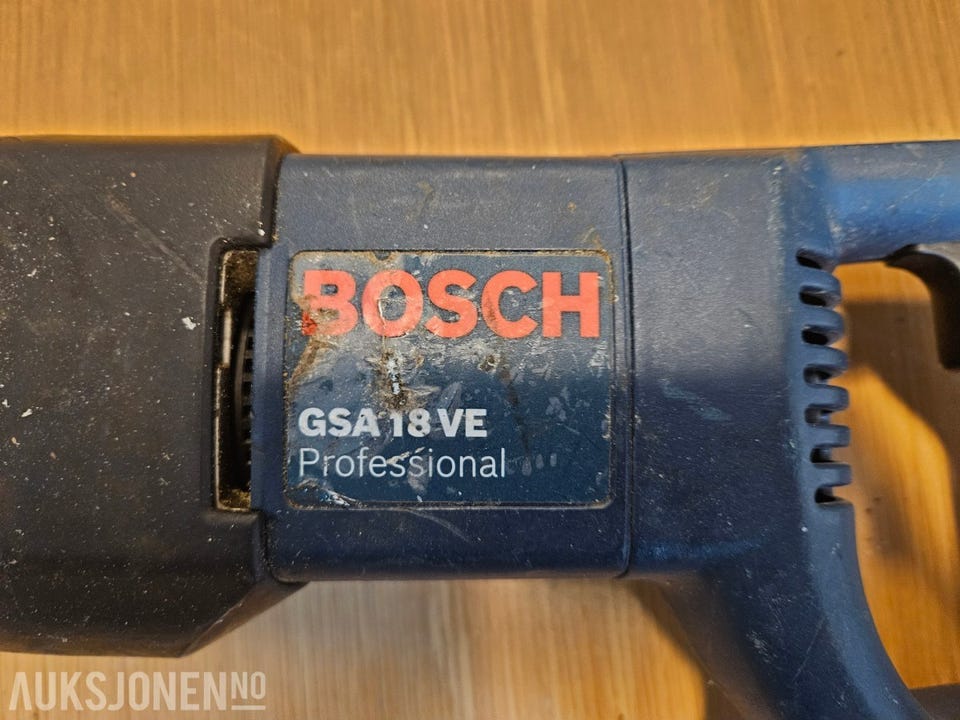 BOSCH
GSA 18 VE
Professional
AUKSJONEN NO